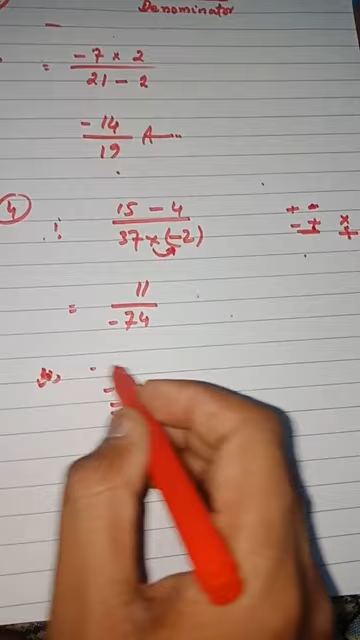 Denominator
= -7 × 2 / 21 - 2
-14 / 19
4 i 15 - 4 / 37 × (-2)
= 11 / -74